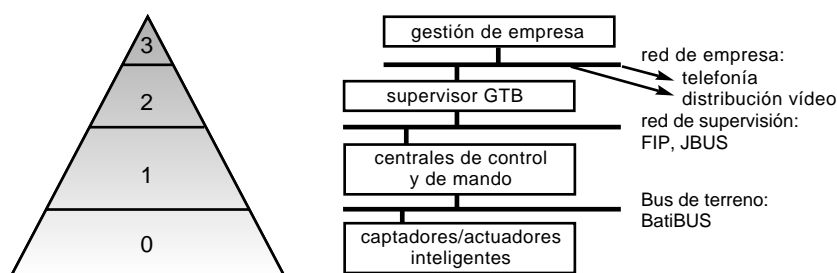 3
2
1
0
gestión de empresa
red de empresa:
telefonía
distribución vídeo
supervisor GTB
red de supervisión:
FIP, JBUS
centrales de control
y de mando
Bus de terreno:
BatiBUS
captadores/actuadores
inteligentes